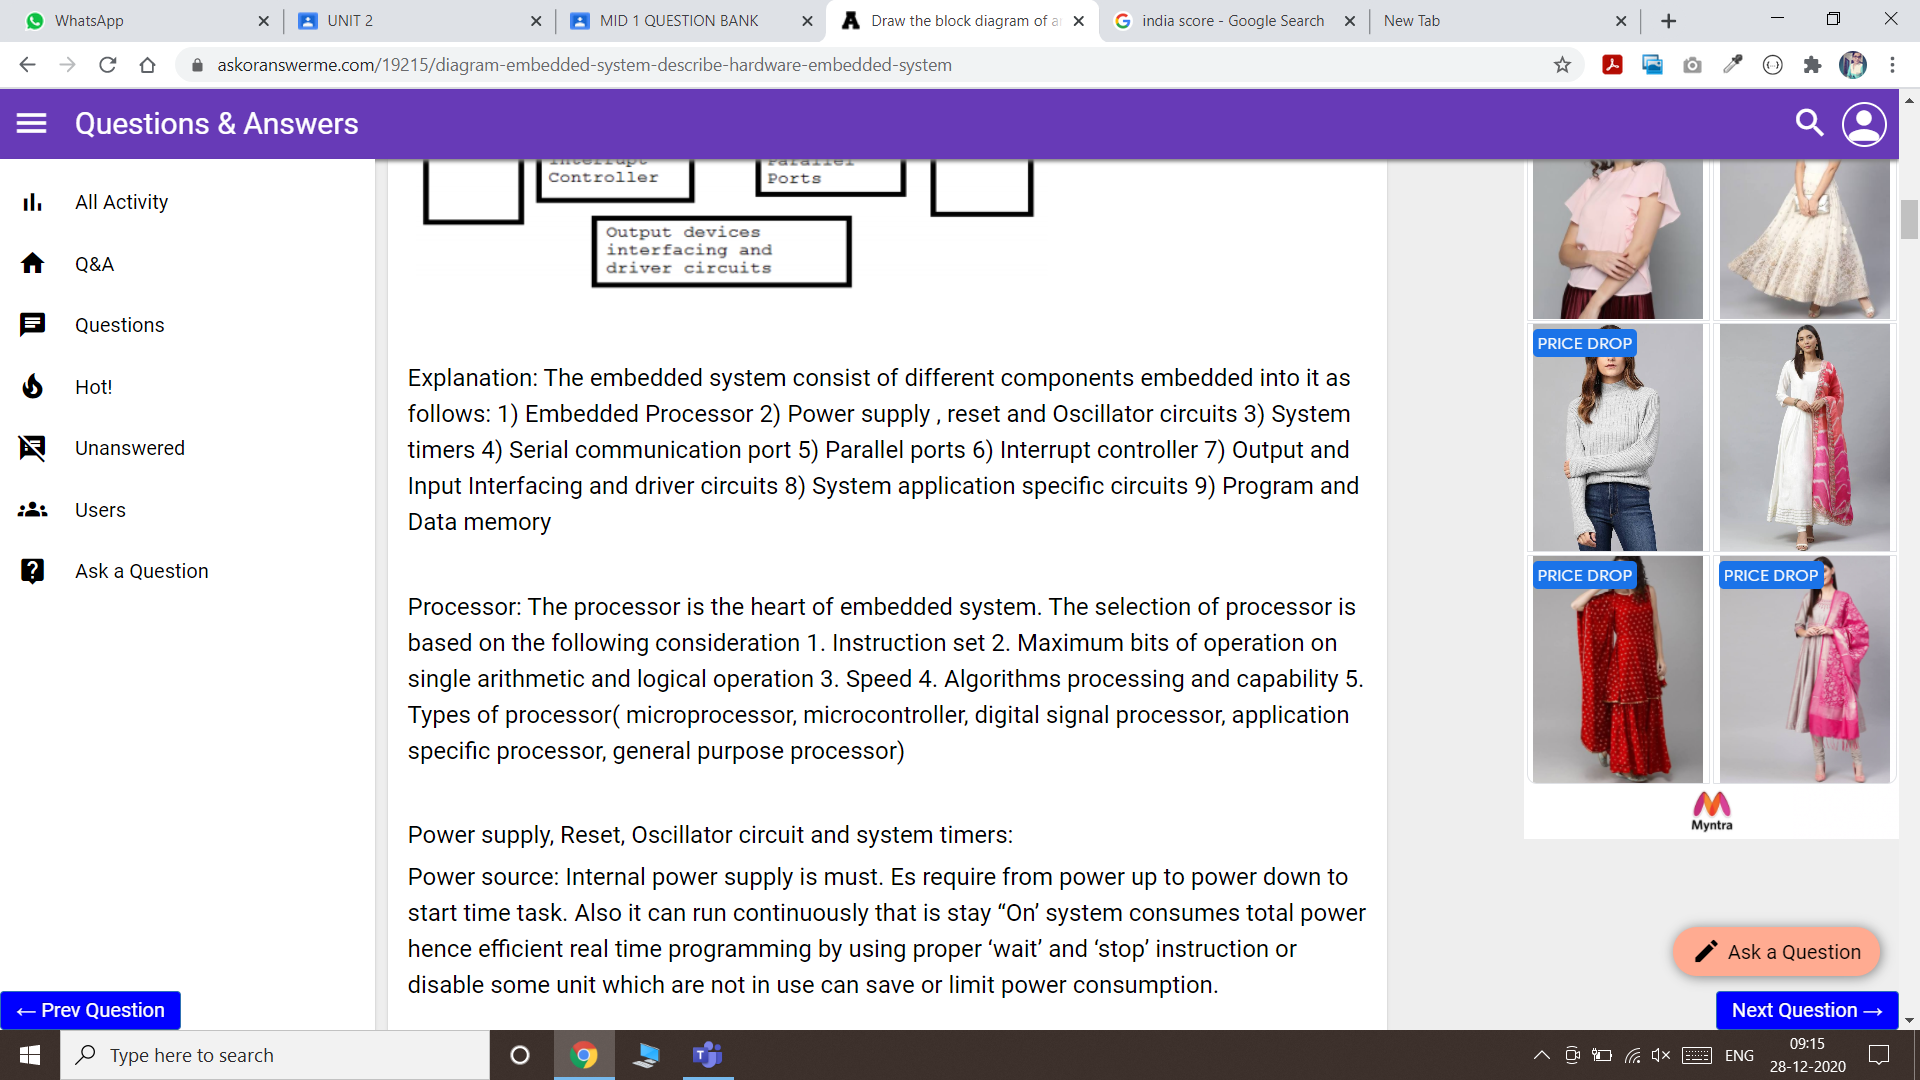 WhatsApp
UNIT 2
MID 1 QUESTION BANK
Draw the block diagram of a
india score - Google Search
New Tab
askoranswerme.com/19215/diagram-embedded-system-describe-hardware-embedded-system
Questions & Answers
All Activity
Q&A
Questions
Hot!
Unanswered
Users
Ask a Question
Interrupt
Controller
Parallel
Ports
Output devices
interfacing and
driver circuits
Explanation: The embedded system consist of different components embedded into it as
follows: 1) Embedded Processor 2) Power supply , reset and Oscillator circuits 3) System
timers 4) Serial communication port 5) Parallel ports 6) Interrupt controller 7) Output and
Input Interfacing and driver circuits 8) System application specific circuits 9) Program and
Data memory
Processor: The processor is the heart of embedded system. The selection of processor is
based on the following consideration 1. Instruction set 2. Maximum bits of operation on
single arithmetic and logical operation 3. Speed 4. Algorithms processing and capability 5.
Types of processor( microprocessor, microcontroller, digital signal processor, application
specific processor, general purpose processor)
Power supply, Reset, Oscillator circuit and system timers:
Power source: Internal power supply is must. Es require from power up to power down to
start time task. Also it can run continuously that is stay “On’ system consumes total power
hence efficient real time programming by using proper ‘wait’ and ‘stop’ instruction or
disable some unit which are not in use can save or limit power consumption.
PRICE DROP
PRICE DROP
PRICE DROP
Myntra
Ask a Question
← Prev Question
Next Question →
Type here to search
ENG
09:15
28-12-2020